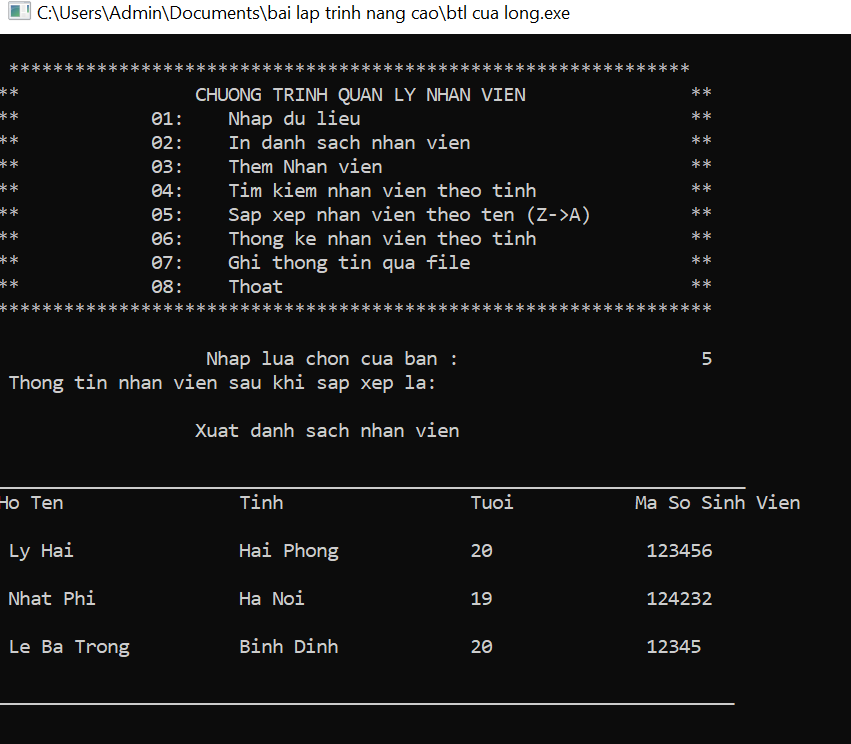 C:\Users\Admin\Documents\bai lap trinh nang cao\btl cua long.exe
**************************************************************
** CHUONG TRINH QUAN LY NHAN VIEN **
** 01: Nhap du lieu **
** 02: In danh sach nhan vien **
** 03: Them Nhan vien **
** 04: Tim kiem nhan vien theo tinh **
** 05: Sap xep nhan vien theo ten (Z->A) **
** 06: Thong ke nhan vien theo tinh **
** 07: Ghi thong tin qua file **
** 08: Thoat **
*****************************************************************
Nhap lua chon cua ban : 5
Thong tin nhan vien sau khi sap xep la:
Xuat danh sach nhan vien
Ho Ten Tinh Tuoi Ma So Sinh Vien
Ly Hai Hai Phong 20 123456
Nhat Phi Ha Noi 19 124232
Le Ba Trong Binh Dinh 20 12345